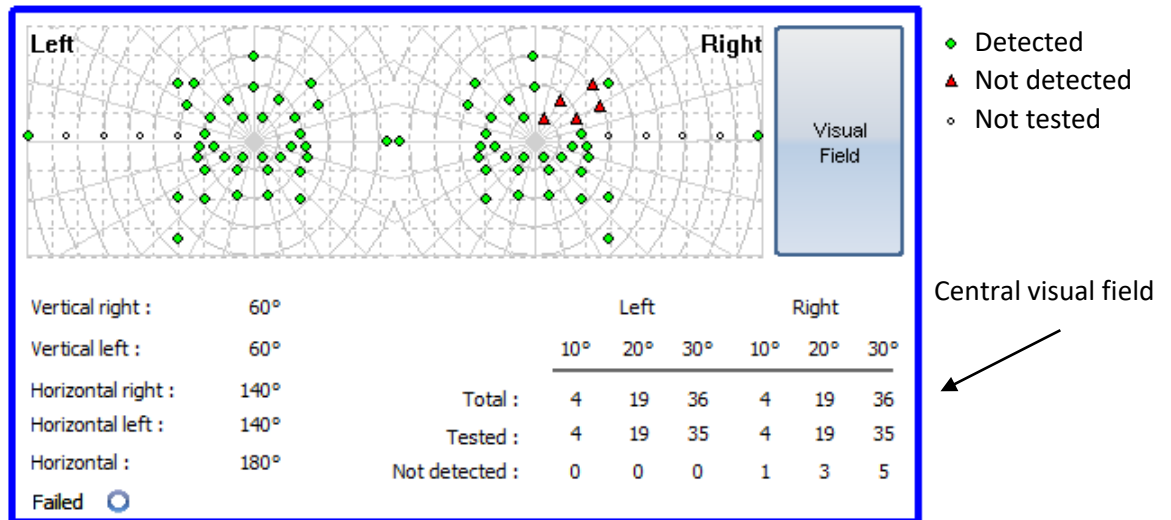 Left
Right
Visual
Field
Detected
Not detected
Not tested
Central visual field
Vertical right : 60°
Vertical left : 60°
Horizontal right : 140°
Horizontal left : 140°
Horizontal : 180°
Failed
Left Right
10° 20° 30° 10° 20° 30°
Total : 4 19 36 4 19 36
Tested : 4 19 35 4 19 35
Not detected : 0 0 0 1 3 5